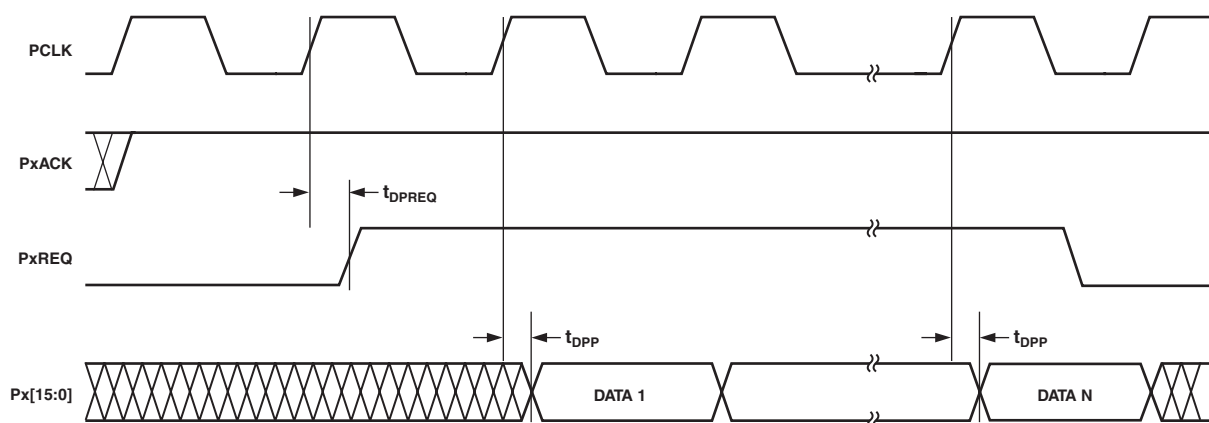 PCLK
PxACK
tDPREQ
PxREQ
tDPP
tDPP
Px[15:0]
DATA 1
DATA N